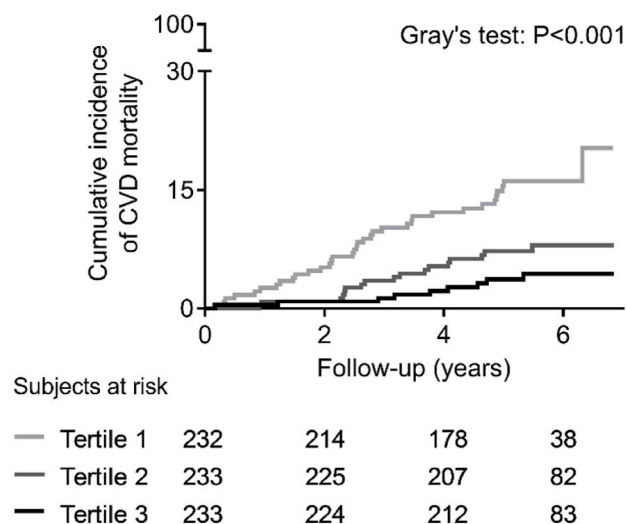 100
Gray's test: P<0.001
30
Cumulative incidence
of CVD mortality
15
0
0 2 4 6
Follow-up (years)
Subjects at risk
Tertile 1 232 214 178 38
Tertile 2 233 225 207 82
Tertile 3 233 224 212 83